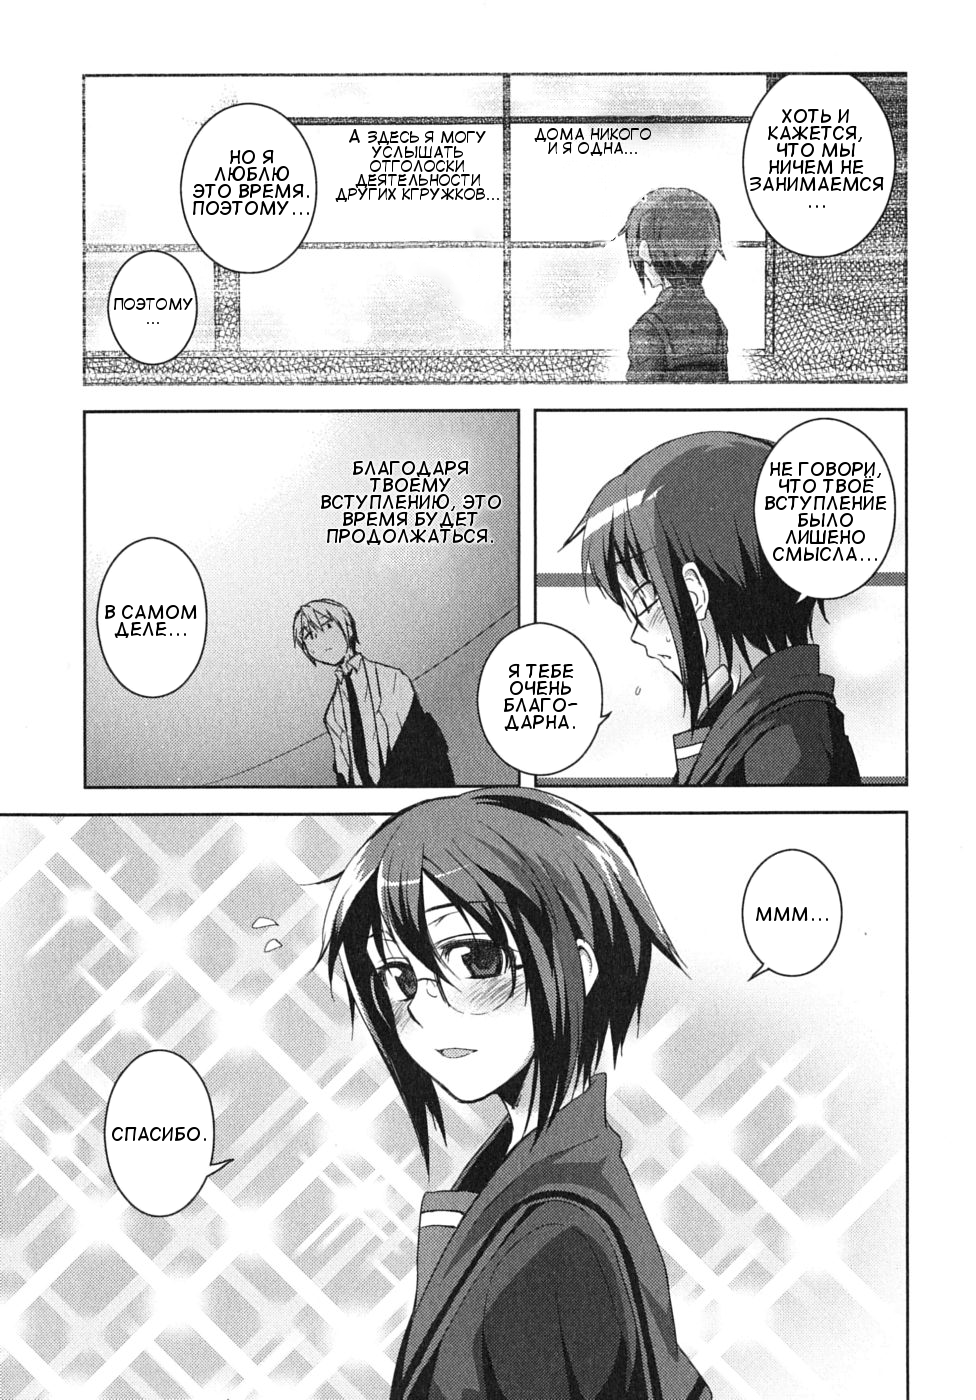 ХОТЬ И
КАЖЕТСЯ,
ЧТО МЫ
НИЧЕМ НЕ
ЗАНИМАЕМСЯ
...
ДОМА НИКОГО
И Я ОДНА...
А ЗДЕСЬ Я МОГУ
УСЛЫШАТЬ
ОТГОЛОСКИ
ДЕЯТЕЛЬНОСТИ
ДРУГИХ КГРУЖКОВ...
НО Я
ЛЮБЛЮ
ЭТО ВРЕМЯ.
ПОЭТОМУ...
ПОЭТОМУ
...
НЕ ГОВОРИ,
ЧТО ТВОЁ
ВСТУПЛЕНИЕ
БЫЛО
ЛИШЕНО
СМЫСЛА...
Я ТЕБЕ
ОЧЕНЬ
БЛАГО-
ДАРНА.
БЛАГОДАРЯ
ТВОЕМУ
ВСТУПЛЕНИЮ, ЭТО
ВРЕМЯ БУДЕТ
ПРОДОЛЖАТЬСЯ.
В САМОМ
ДЕЛЕ...
МММ...
СПАСИБО.